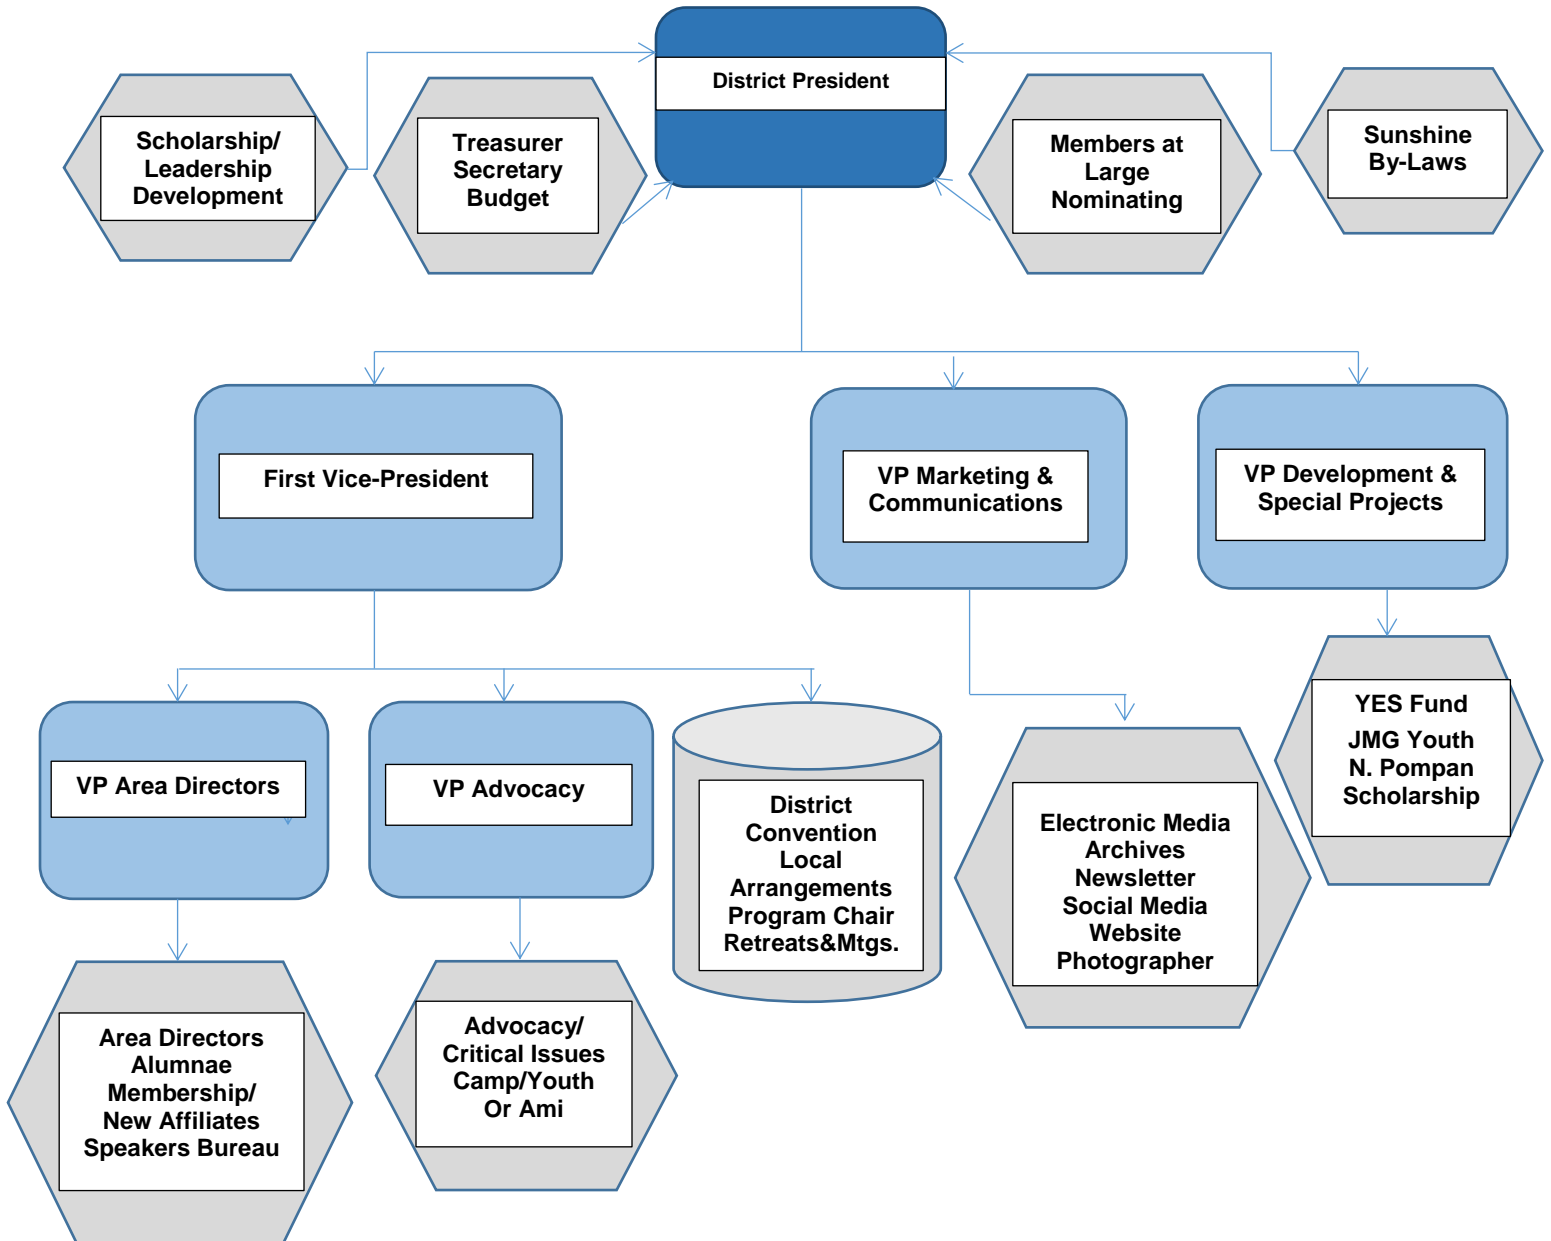 District President
Scholarship/
Leadership
Development
Treasurer
Secretary
Budget
Members at
Large
Nominating
Sunshine
By-Laws
First Vice-President
VP Marketing &
Communications
VP Development &
Special Projects
VP Area Directors
VP Advocacy
District
Convention
Local
Arrangements
Program Chair
Retreats&Mtgs.
Electronic Media
Archives
Newsletter
Social Media
Website
Photographer
YES Fund
JMG Youth
N. Pompan
Scholarship
Area Directors
Alumnae
Membership/
New Affiliates
Speakers Bureau
Advocacy/
Critical Issues
Camp/Youth
Or Ami